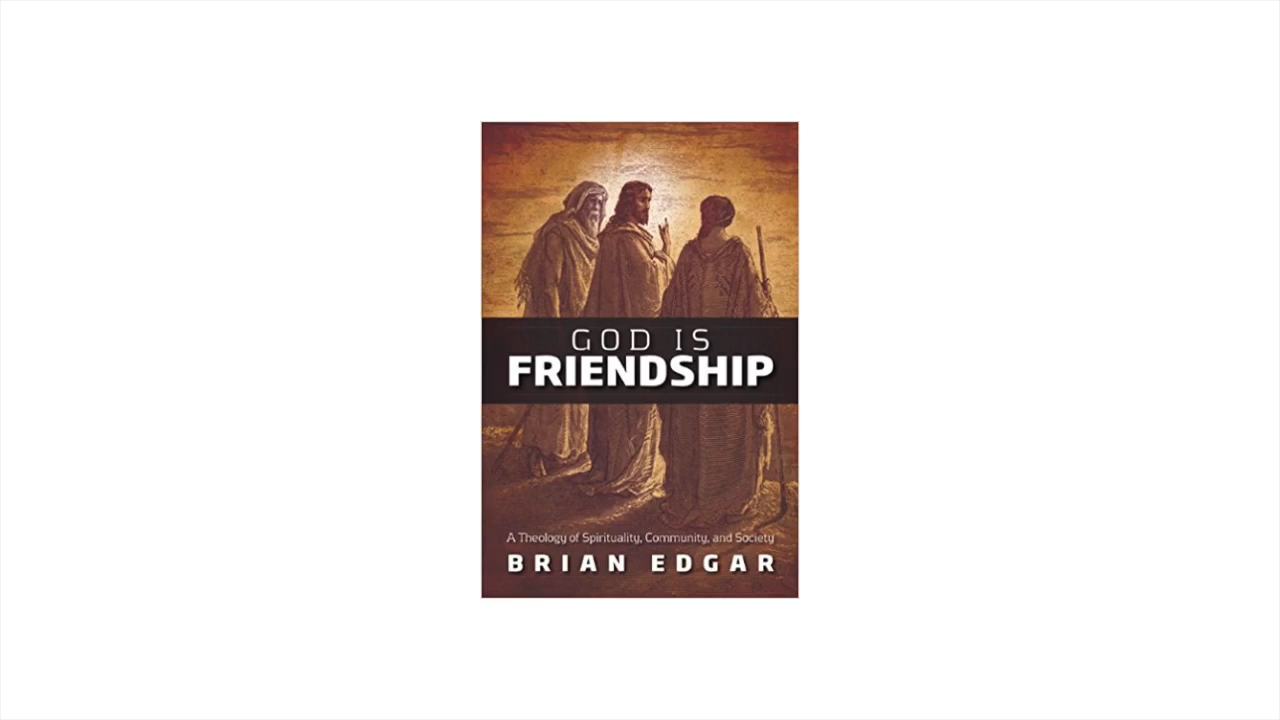 GOD IS
FRIENDSHIP
A Theology of Spirituality, Community, and Society
BRIAN EDGAR